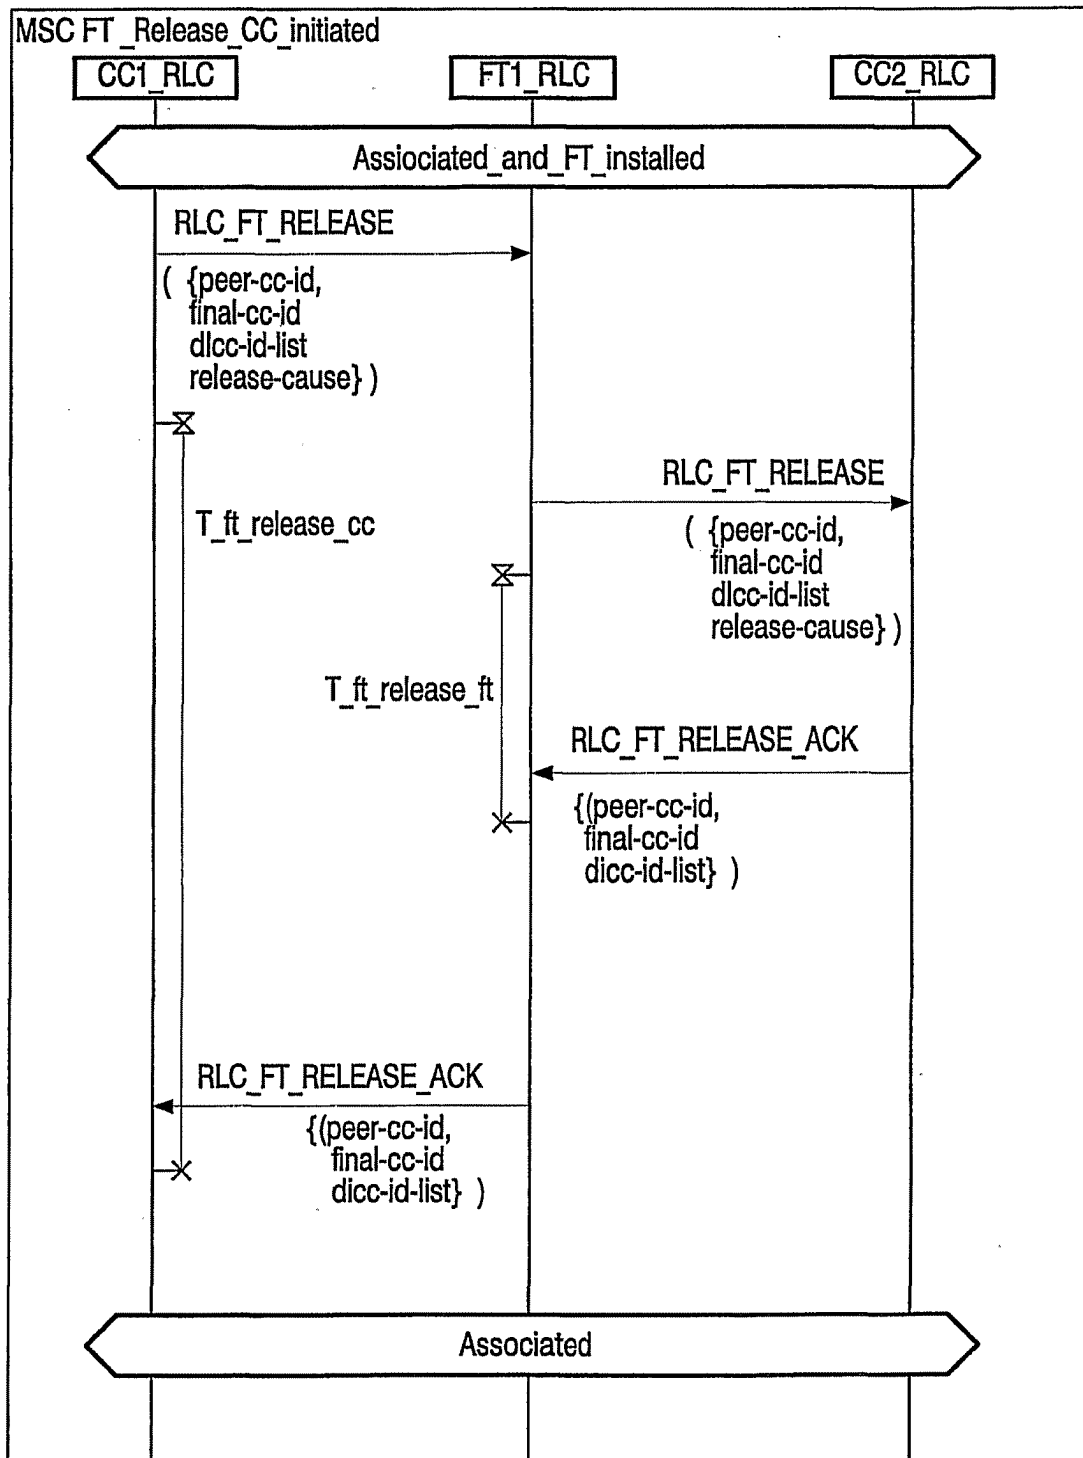 MSC FT _Release_CC_initiated
CC1_RLC
FT1_RLC
CC2_RLC
Assiociated_and_FT_installed
RLC_FT_RELEASE
( {peer-cc-id,
final-cc-id
dlcc-id-list
release-cause} )
T_ft_release_cc
RLC_FT_RELEASE
( {peer-cc-id,
final-cc-id
dlcc-id-list
release-cause} )
T_ft_release_ft
RLC_FT_RELEASE_ACK
{(peer-cc-id,
final-cc-id
dicc-id-list} )
RLC_FT_RELEASE_ACK
{(peer-cc-id,
final-cc-id
dicc-id-list} )
Associated